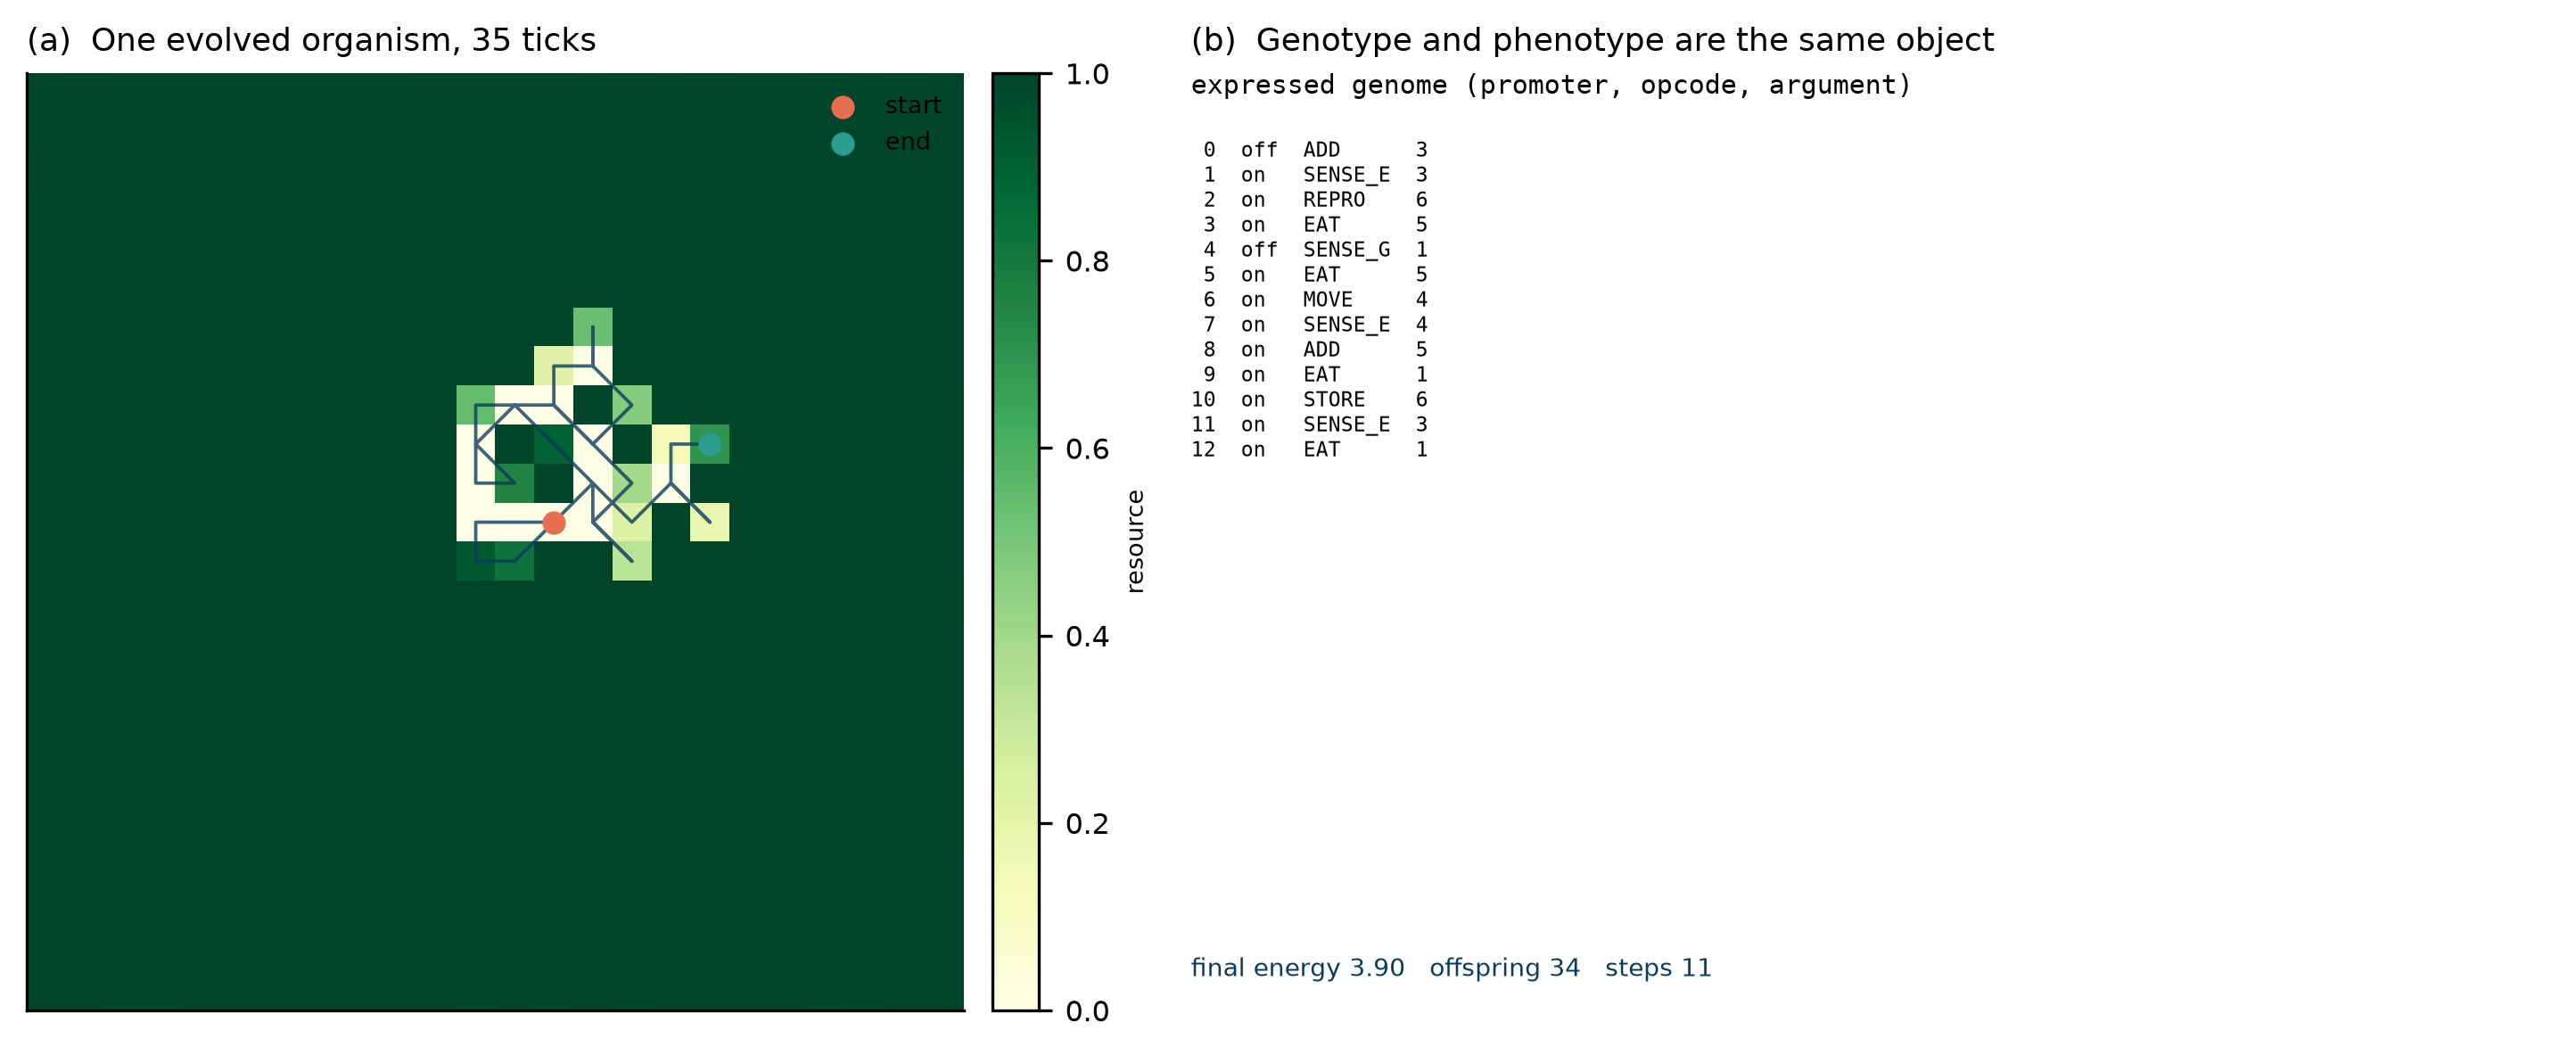 (a)  One evolved organism, 35 ticks
start
end
1.0
0.8
0.6
0.4
0.2
0.0
resource
(b)  Genotype and phenotype are the same object
expressed genome (promoter, opcode, argument)
0  off  ADD      3
1  on   SENSE_E  3
2  on   REPRO    6
3  on   EAT      5
4  off  SENSE_G  1
5  on   EAT      5
6  on   MOVE     4
7  on   SENSE_E  4
8  on   ADD      5
9  on   EAT      1
10  on   STORE    6
11  on   SENSE_E  3
12  on   EAT      1
final energy 3.90   offspring 34   steps 11